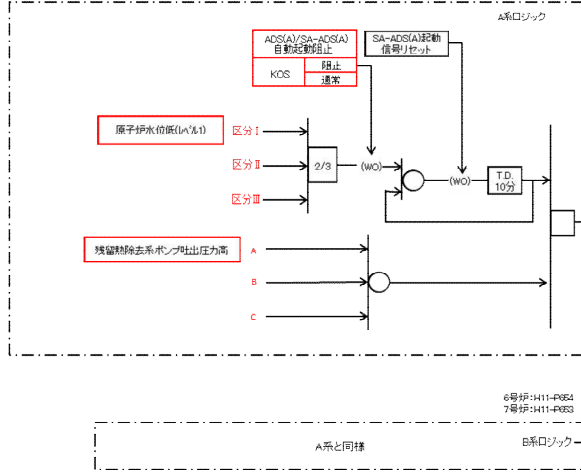 A系ロジック
ADS(A)/SA-ADS(A)
自動起動阻止
KOS
阻止
通常
SA-ADS(A)起動
信号リセット
原子炉水位低(レベル1)
区分Ⅰ
区分Ⅱ
区分Ⅲ
2/3
(WO)
(WO)
T.D.
10分
残留熱除去系ポンプ吐出圧力高
A
B
C
6号炉:H11-P654
7号炉:H11-P653
A系と同様
B系ロジック